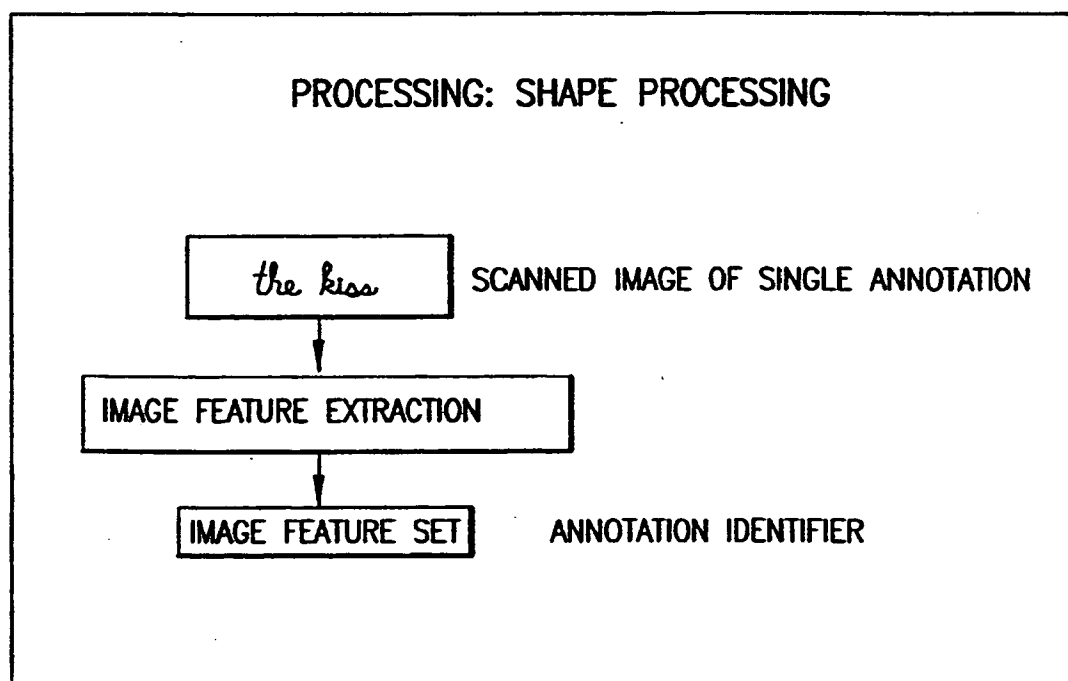 PROCESSING: SHAPE PROCESSING
the kiss SCANNED IMAGE OF SINGLE ANNOTATION
IMAGE FEATURE EXTRACTION
IMAGE FEATURE SET ANNOTATION IDENTIFIER